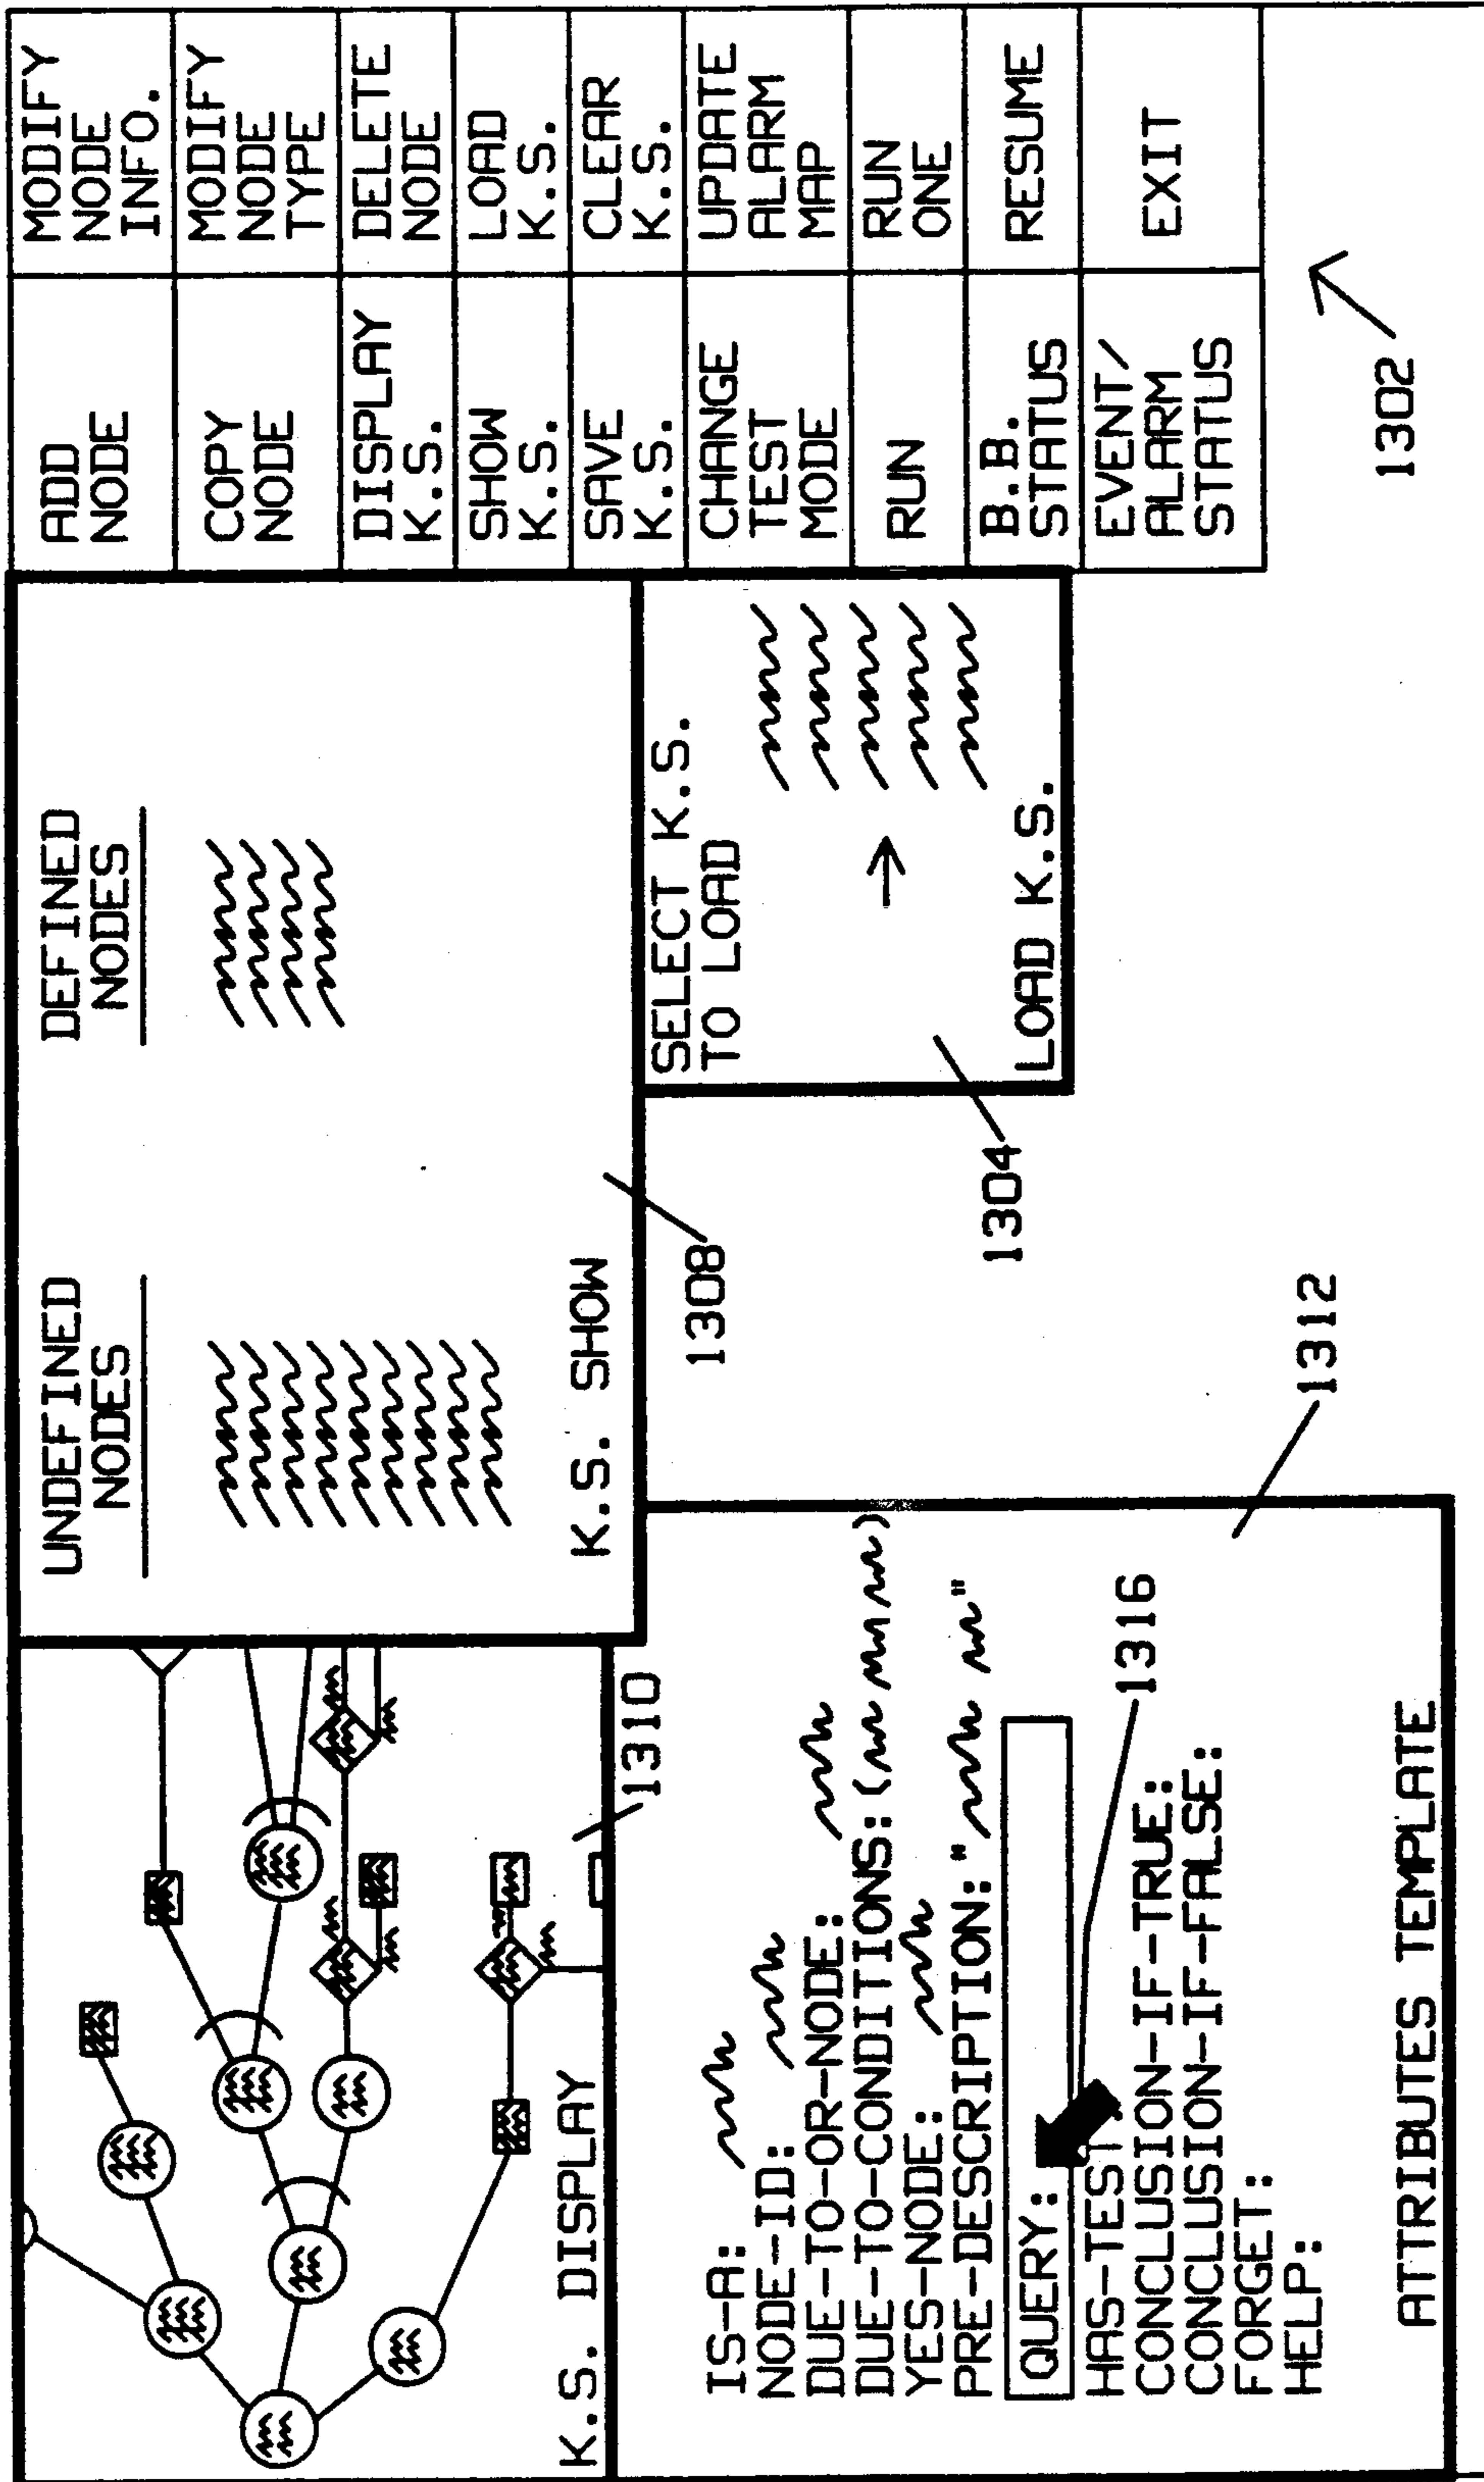 K.S. DISPLAY
1310
UNDEFINED
NODES
DEFINED
NODES
K.S. SHOW
1308
SELECT K.S.
TO LOAD
LOAD K.S.
1304
IS-A:
NODE-ID:
DUE-TO-OR-NODE:
DUE-TO-CONDITIONS: (
)
YES-NODE:
PRE-DESCRIPTION: "
"
QUERY:
HAS-TEST
CONCLUSION-IF-TRUE:
CONCLUSION-IF-FALSE:
FORGET:
HELP:
ATTRIBUTES TEMPLATE
1316
1312
ADD
NODE
MODIFY
NODE
INFO.
COPY
NODE
MODIFY
NODE
TYPE
DISPLAY
K.S.
DELETE
NODE
SHOW
K.S.
LOAD
K.S.
SAVE
K.S.
CLEAR
K.S.
CHANGE
TEST
MODE
UPDATE
ALARM
MAP
RUN
RUN
ONE
B.B.
STATUS
RESUME
EVENT/
ALARM
STATUS
EXIT
1302